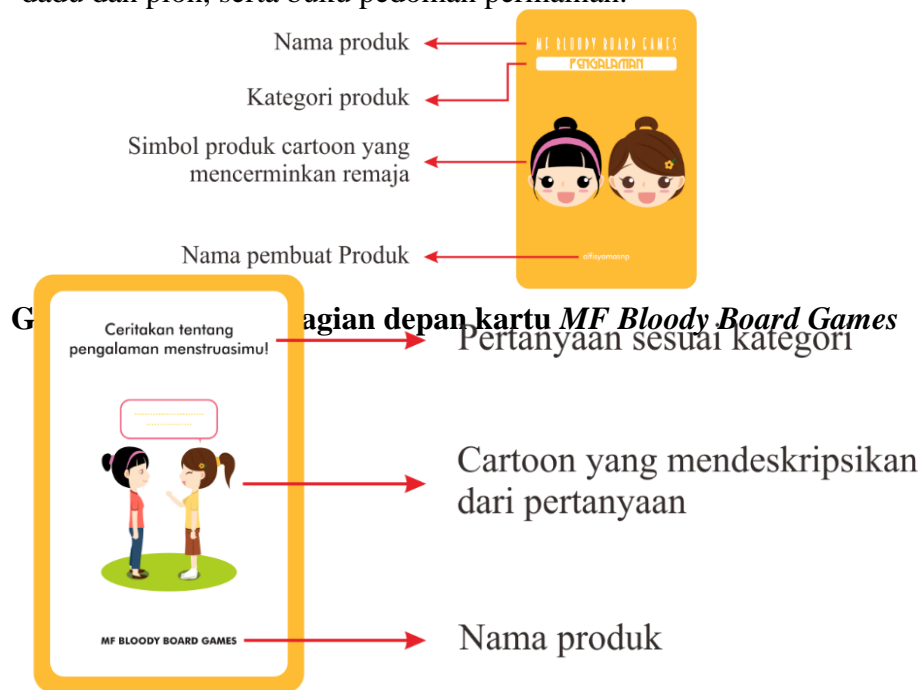 dadu dan pion, serta buku pedoman permainan.
Nama produk
MF BLOODY BOARD GAMES
Kategori produk
PENGALAMAN
Simbol produk cartoon yang
mencerminkan remaja
Nama pembuat Produk
alfisyamasnp
G
agian depan kartu MF Bloody Board Games
Ceritakan tentang
pengalaman menstruasimu!
Pertanyaan sesuai kategori
Cartoon yang mendeskripsikan
dari pertanyaan
MF BLOODY BOARD GAMES
Nama produk